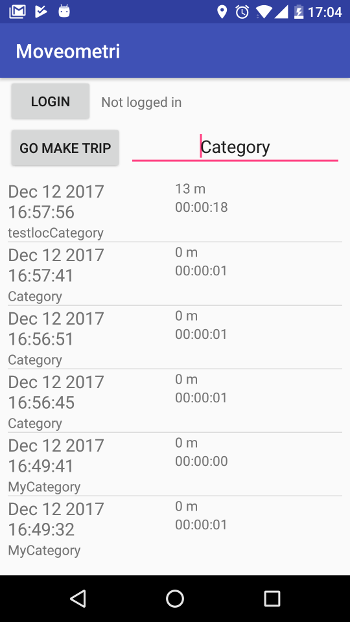 17:04
Moveometri
LOGIN Not logged in
GO MAKE TRIP Category
Dec 12 2017 13 m
16:57:56 00:00:18
testlocCategory
Dec 12 2017 0 m
16:57:41 00:00:01
Category
Dec 12 2017 0 m
16:56:51 00:00:01
Category
Dec 12 2017 0 m
16:56:45 00:00:01
Category
Dec 12 2017 0 m
16:49:41 00:00:00
MyCategory
Dec 12 2017 0 m
16:49:32 00:00:01
MyCategory